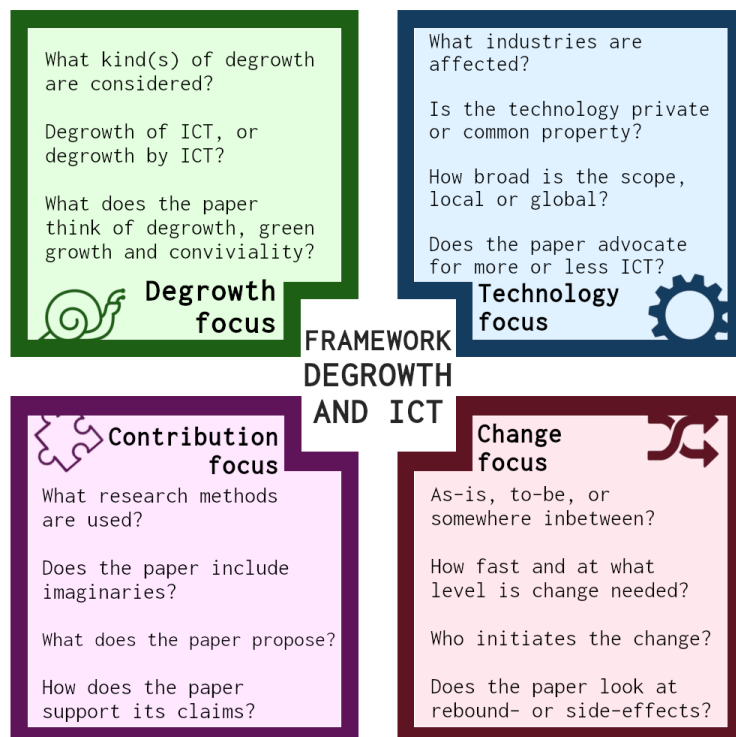 What kind(s) of degrowth
are considered?
Degrowth of ICT, or
degrowth by ICT?
What does the paper
think of degrowth, green
growth and conviviality?
Degrowth
focus
What industries are
affected?
Is the technology private
or common property?
How broad is the scope,
local or global?
Does the paper advocate
for more or less ICT?
Technology
focus
FRAMEWORK
DEGROWTH
AND ICT
Contribution
focus
What research methods
are used?
Does the paper include
imaginaries?
What does the paper propose?
How does the paper
support its claims?
Change
focus
As-is, to-be, or
somewhere inbetween?
How fast and at what
level is change needed?
Who initiates the change?
Does the paper look at
rebound- or side-effects?